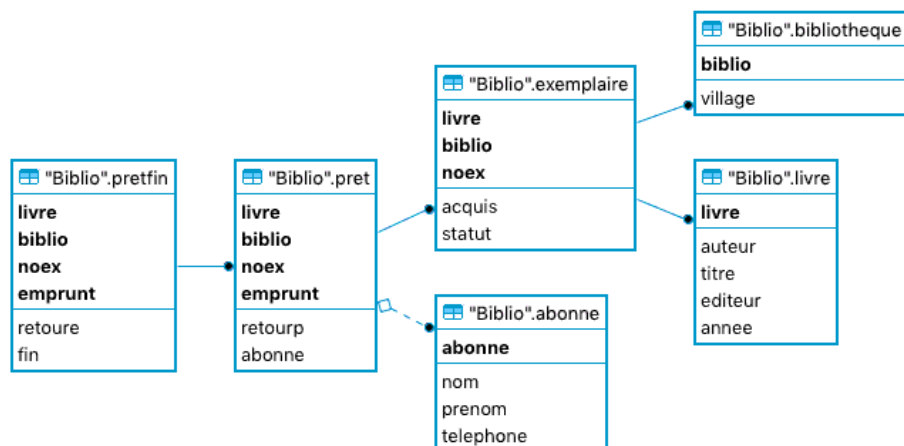 "Biblio".bibliotheque
biblio
village
"Biblio".exemplaire
livre
biblio
noex
acquis
statut
"Biblio".pretfin
livre
biblio
noex
emprunt
retoure
fin
"Biblio".pret
livre
biblio
noex
emprunt
retourp
abonne
"Biblio".livre
livre
auteur
titre
editeur
annee
"Biblio".abonne
abonne
nom
prenom
telephone